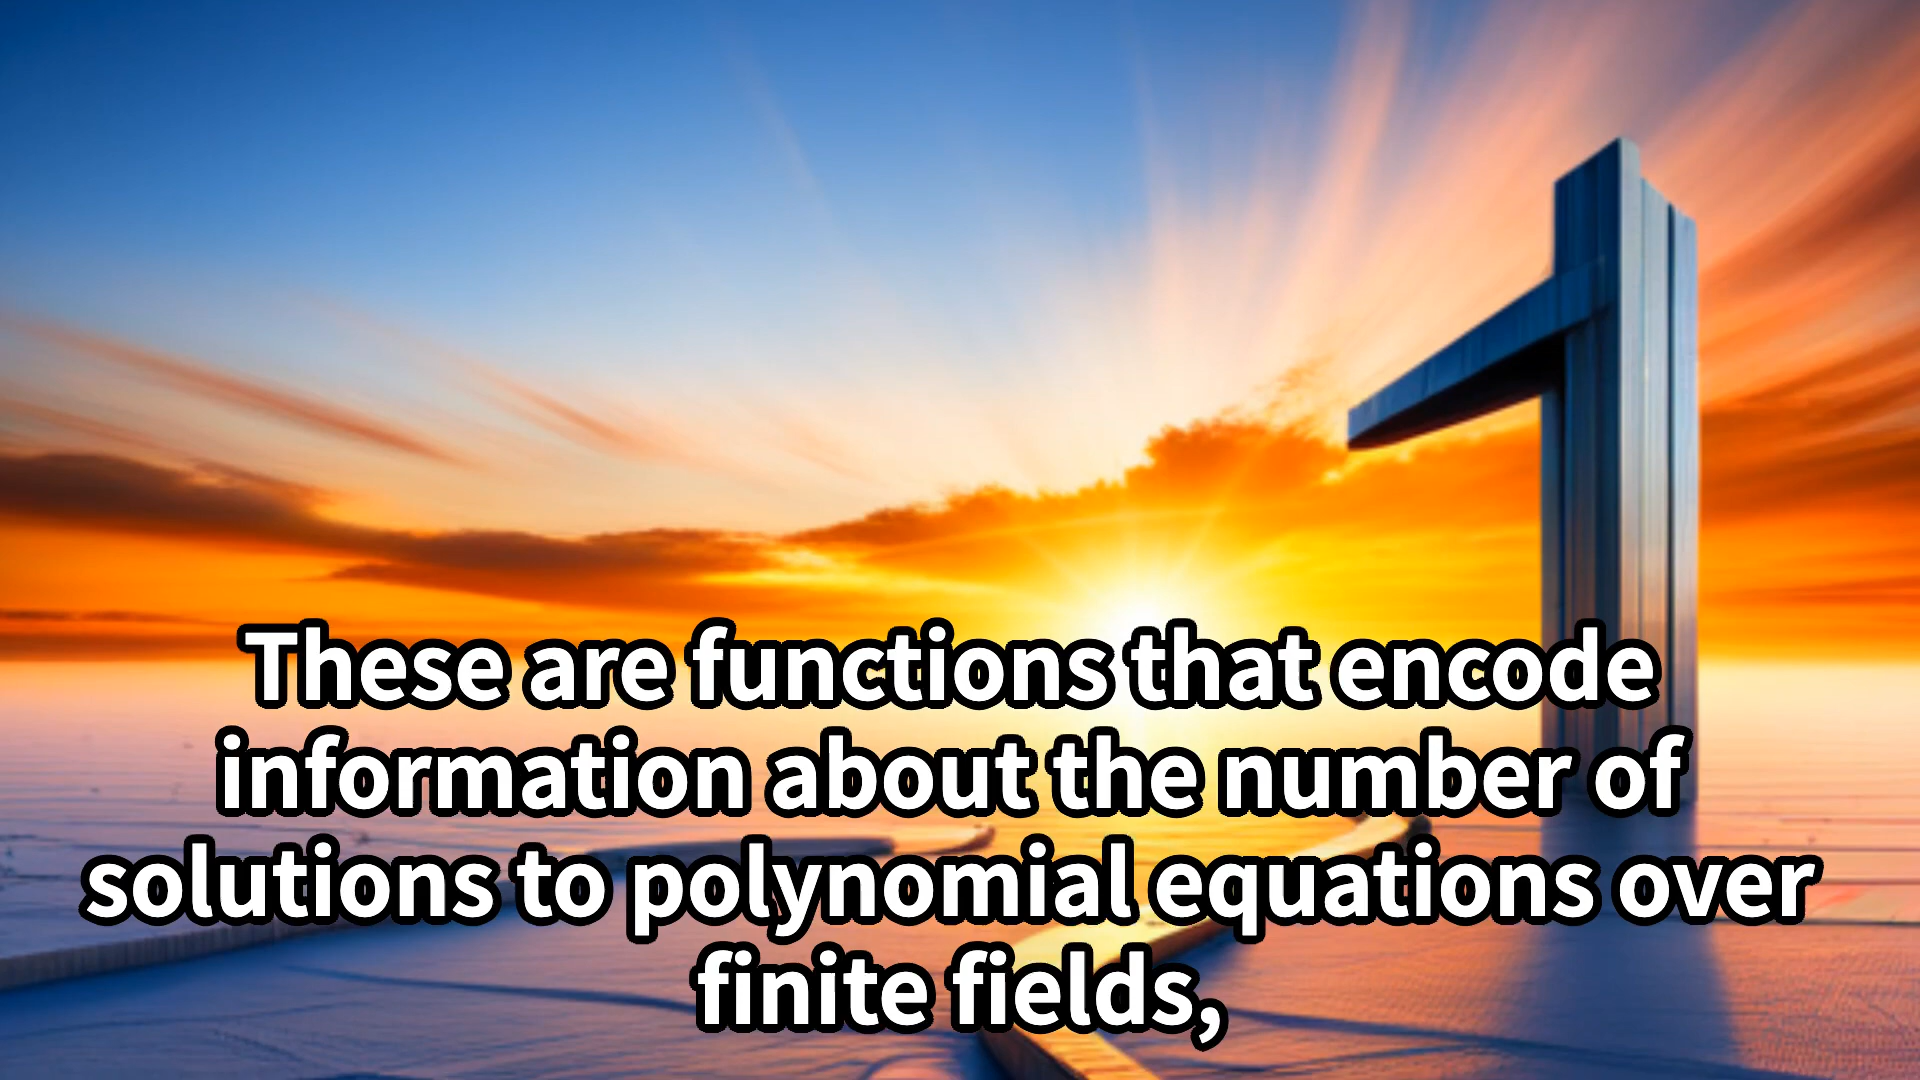 These are functions that encode
information about the number of
solutions to polynomial equations over
finite fields,